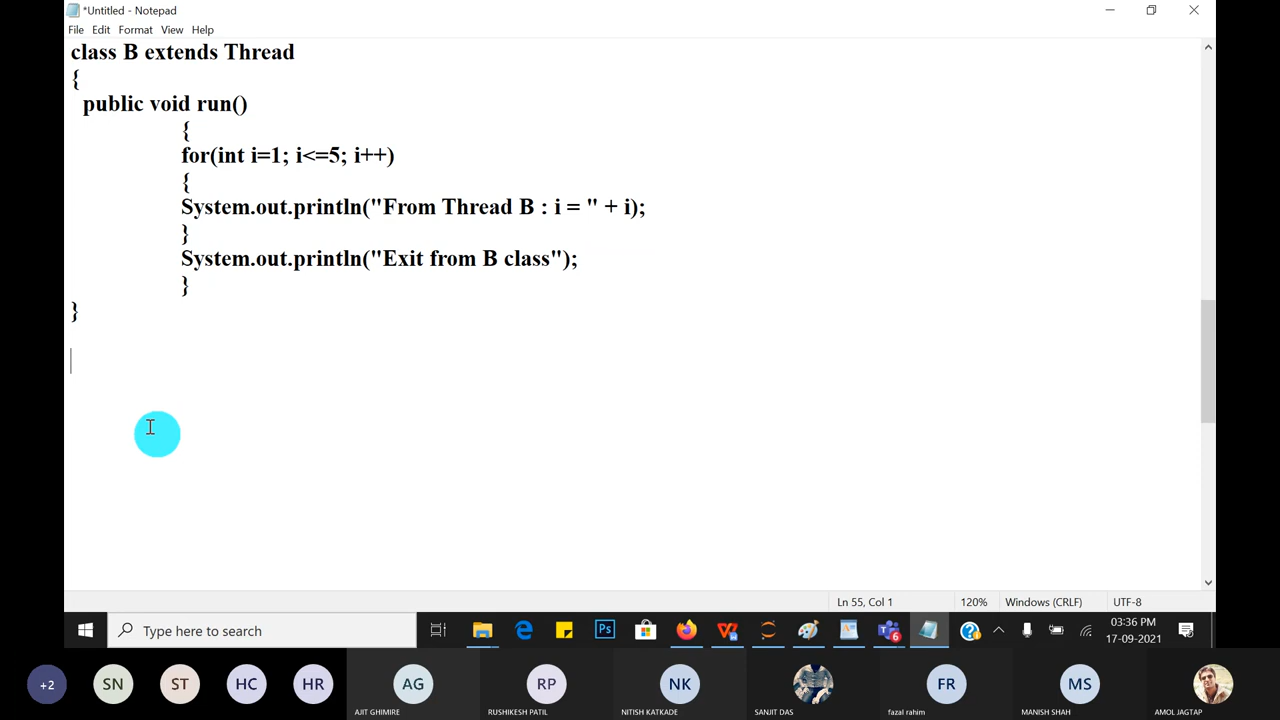 *Untitled - Notepad
File Edit Format View Help
class B extends Thread
{
public void run()
{
for(int i=1; i<=5; i++)
{
System.out.println("From Thread B : i = " + i);
}
System.out.println("Exit from B class");
}
}
Ln 55, Col 1 120% Windows (CRLF) UTF-8
Type here to search
Ps
6
03:36 PM
17-09-2021
+2 SN ST HC HR AG RP NK FR MS
AJIT GHIMIRE RUSHIKESH PATIL NITISH KATKADE SANJIT DAS fazal rahim MANISH SHAH AMOL JAGTAP